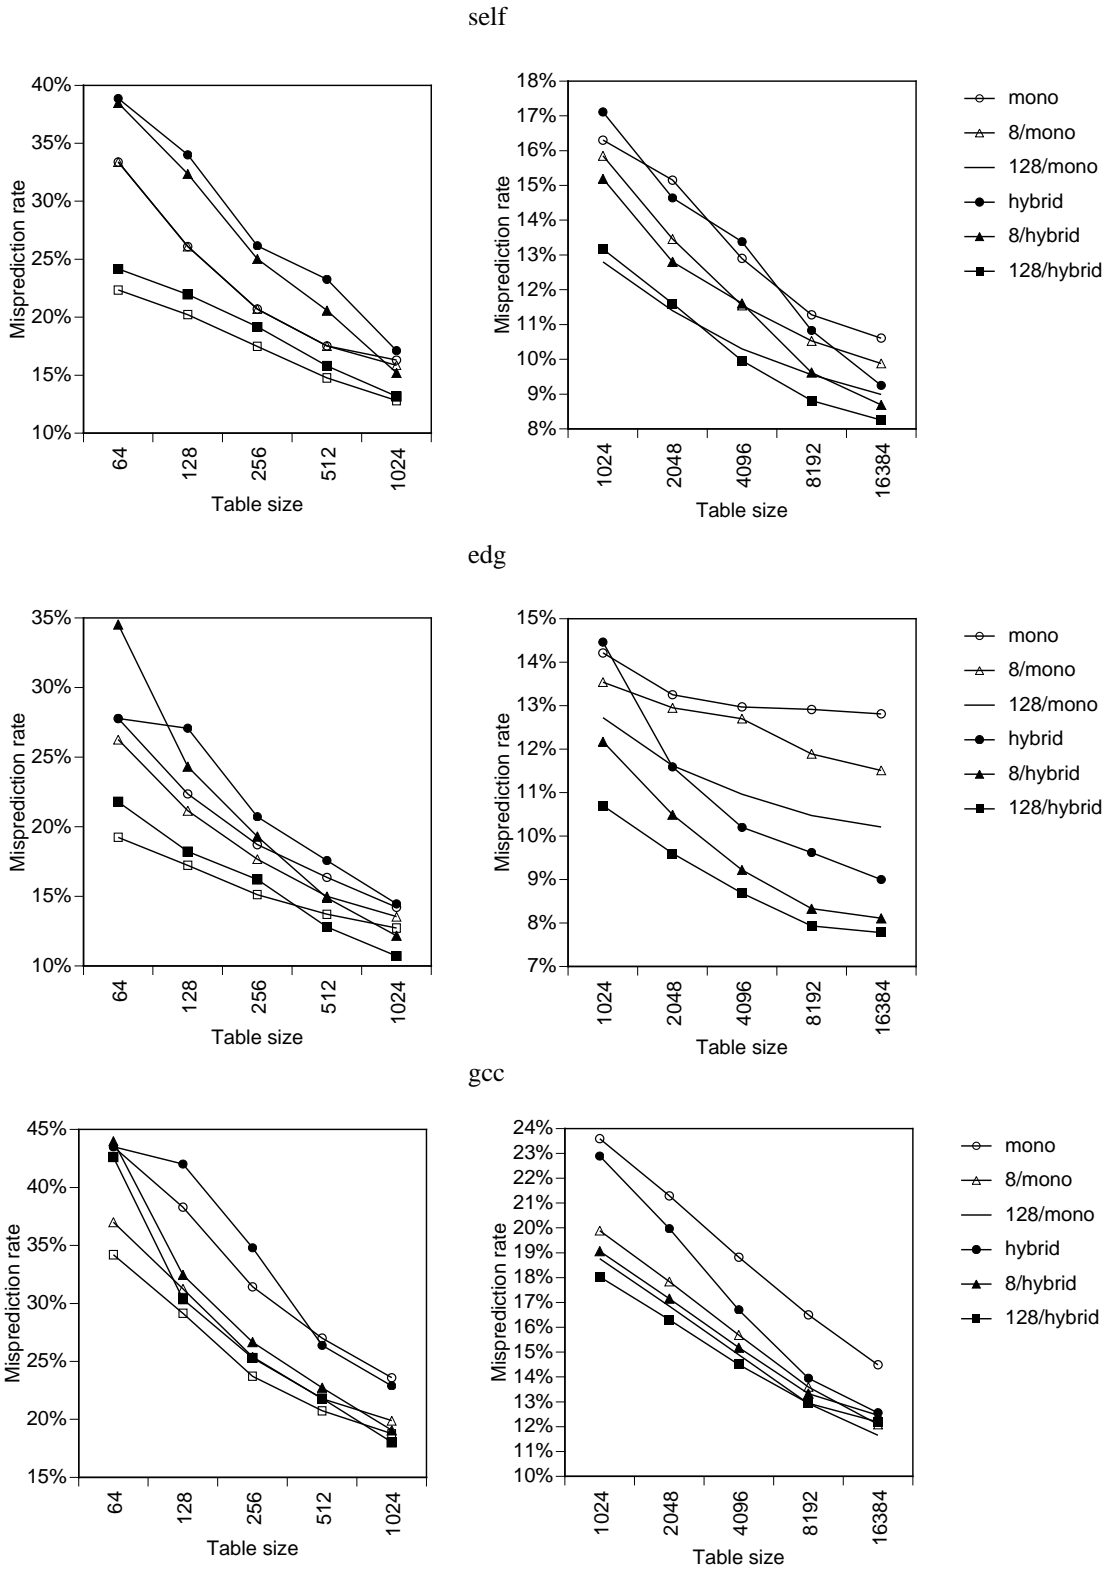 self
40%
35%
30%
25%
20%
15%
10%
Misprediction rate
64
128
256
512
1024
Table size
18%
17%
16%
15%
14%
13%
12%
11%
10%
9%
8%
Misprediction rate
1024
2048
4096
8192
16384
Table size
mono
8/mono
128/mono
hybrid
8/hybrid
128/hybrid
edg
35%
30%
25%
20%
15%
10%
Misprediction rate
64
128
256
512
1024
Table size
15%
14%
13%
12%
11%
10%
9%
8%
7%
Misprediction rate
1024
2048
4096
8192
16384
Table size
mono
8/mono
128/mono
hybrid
8/hybrid
128/hybrid
gcc
45%
40%
35%
30%
25%
20%
15%
Misprediction rate
64
128
256
512
1024
Table size
24%
23%
22%
21%
20%
19%
18%
17%
16%
15%
14%
13%
12%
11%
10%
Misprediction rate
1024
2048
4096
8192
16384
Table size
mono
8/mono
128/mono
hybrid
8/hybrid
128/hybrid